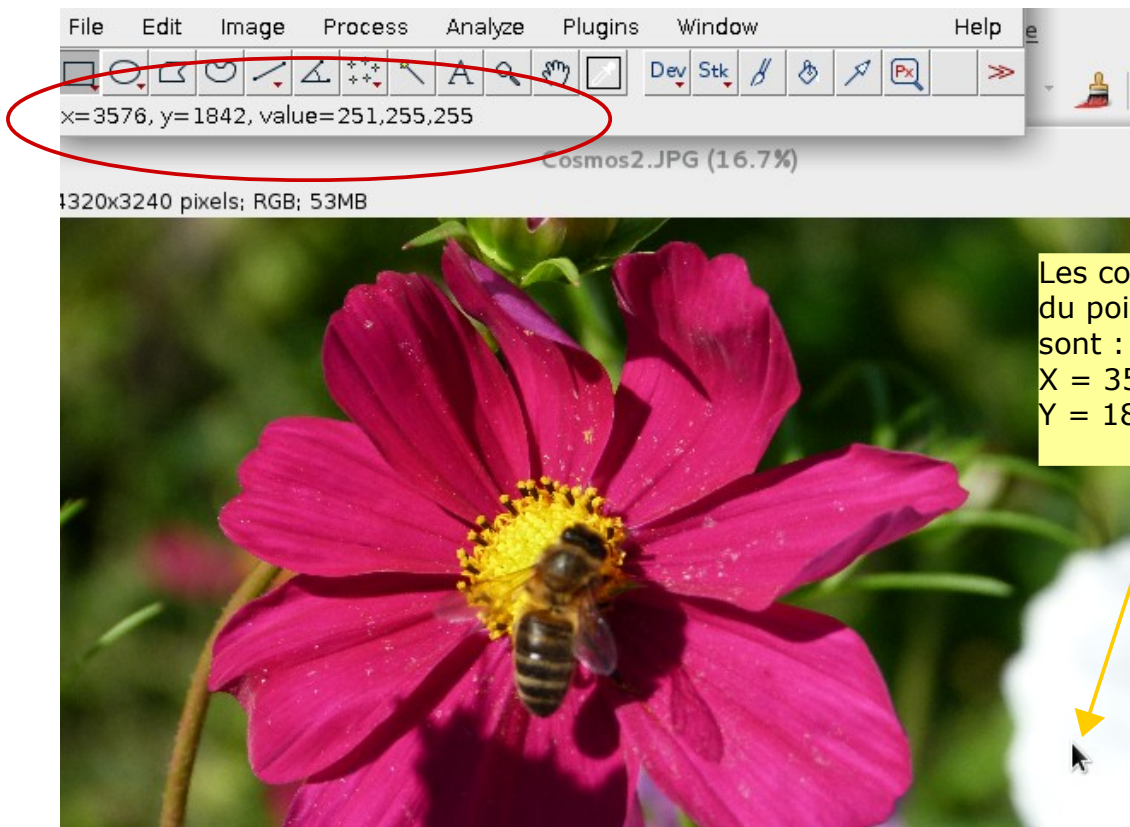 File Edit Image Process Analyze Plugins Window Help
A Dev Stk Px >>
x=3576, y=1842, value=251,255,255
Cosmos2.JPG (16.7%)
4320x3240 pixels; RGB; 53MB
Les co
du poi
sont :
X = 35
Y = 18